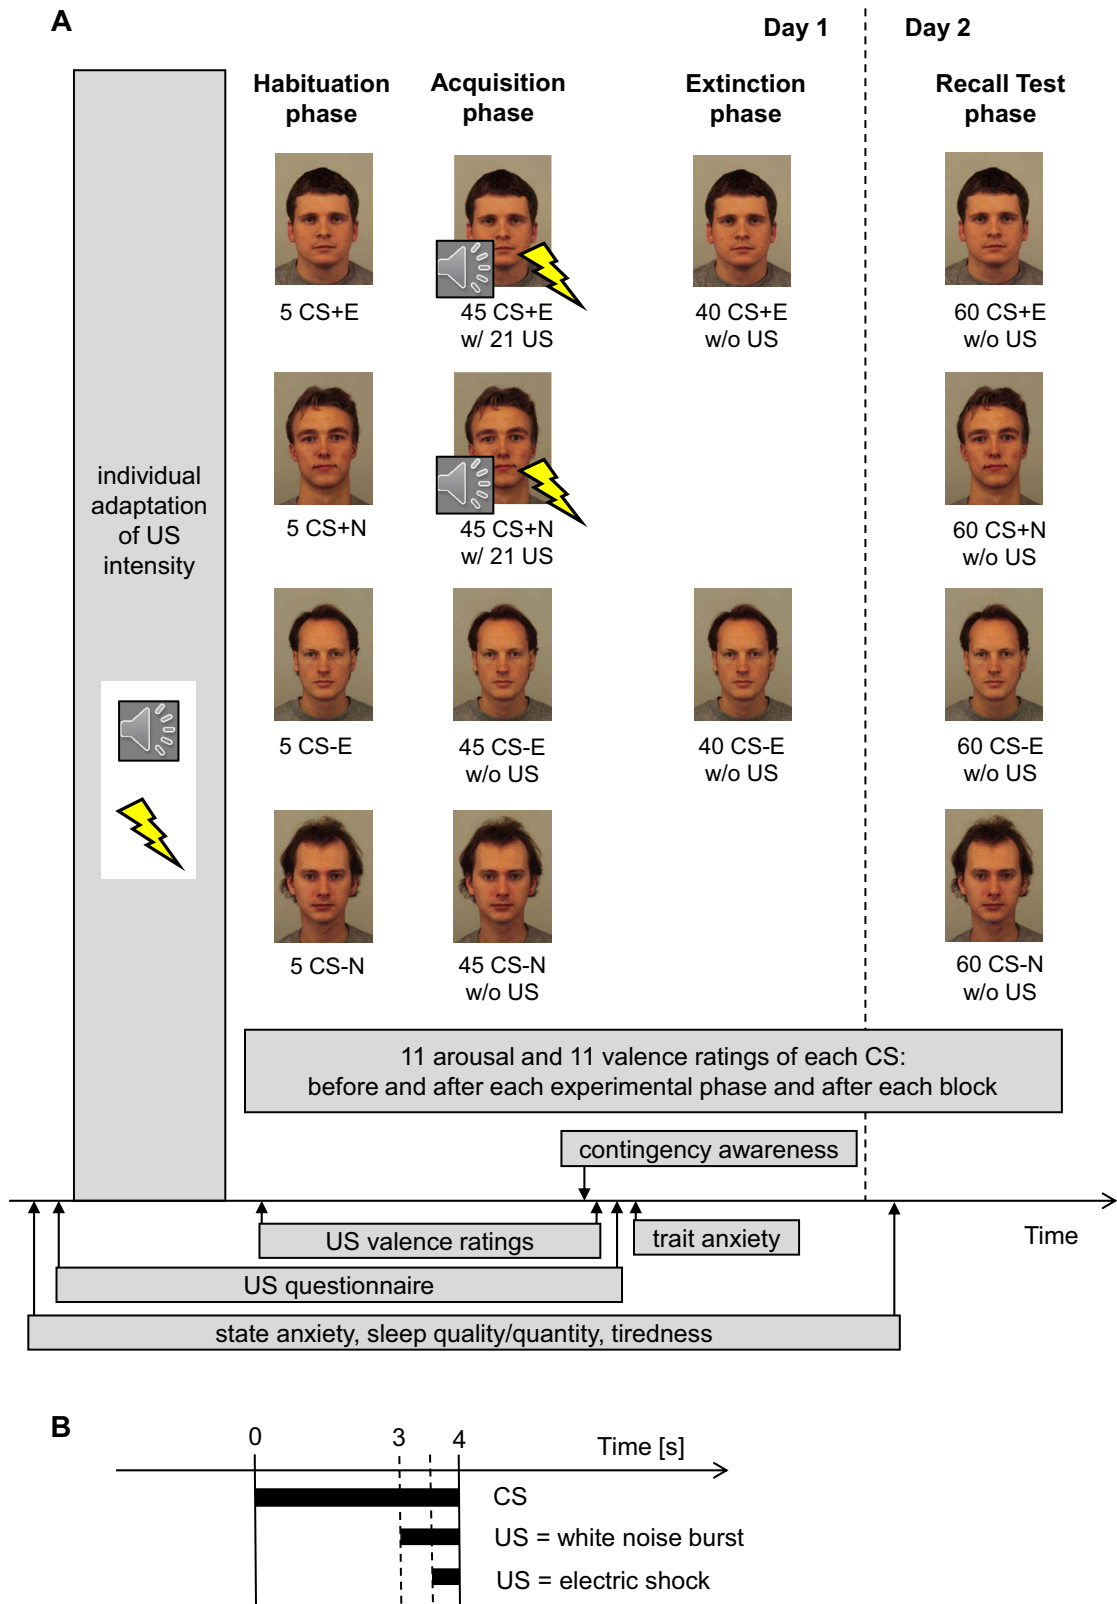 A
Day 1
Day 2
Habituation
phase
Acquisition
phase
Extinction
phase
Recall Test
phase
5 CS+E
45 CS+E
w/ 21 US
40 CS+E
w/o US
60 CS+E
w/o US
individual
adaptation
of US
intensity
5 CS+N
45 CS+N
w/ 21 US
60 CS+N
w/o US
5 CS-E
45 CS-E
w/o US
40 CS-E
w/o US
60 CS-E
w/o US
5 CS-N
45 CS-N
w/o US
60 CS-N
w/o US
11 arousal and 11 valence ratings of each CS:
before and after each experimental phase and after each block
contingency awareness
US valence ratings
trait anxiety
Time
US questionnaire
state anxiety, sleep quality/quantity, tiredness
B
0
3
4
Time [s]
CS
US = white noise burst
US = electric shock